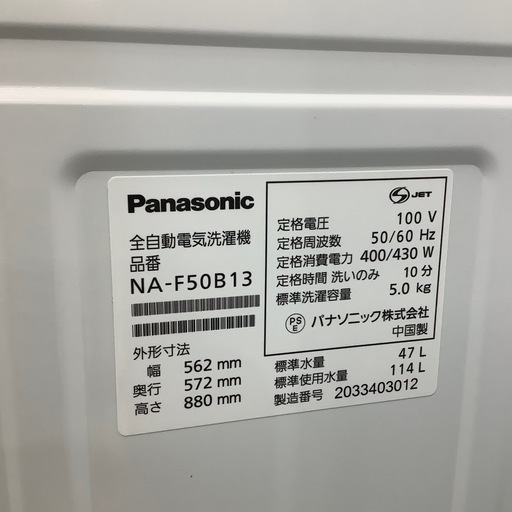 Panasonic
全自動電気洗濯機
品番
NA-F50B13
外形寸法
幅 562 mm
奥行 572 mm
高さ 880 mm
S JET
定格電圧 100 V
定格周波数 50/60 Hz
定格消費電力 400/430 W
定格時間 洗いのみ 10分
標準洗濯容量 5.0 kg
PSE パナソニック株式会社
中国製
標準水量 47 L
標準使用水量 114 L
製造番号 2033403012